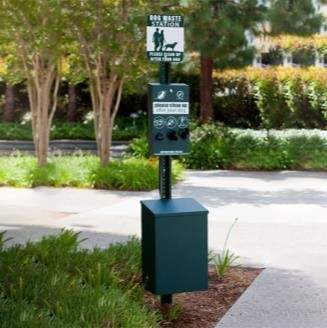 DOG WASTE
STATION
PLEASE CLEAN UP
AFTER YOUR DOG
please clean up
after your dog